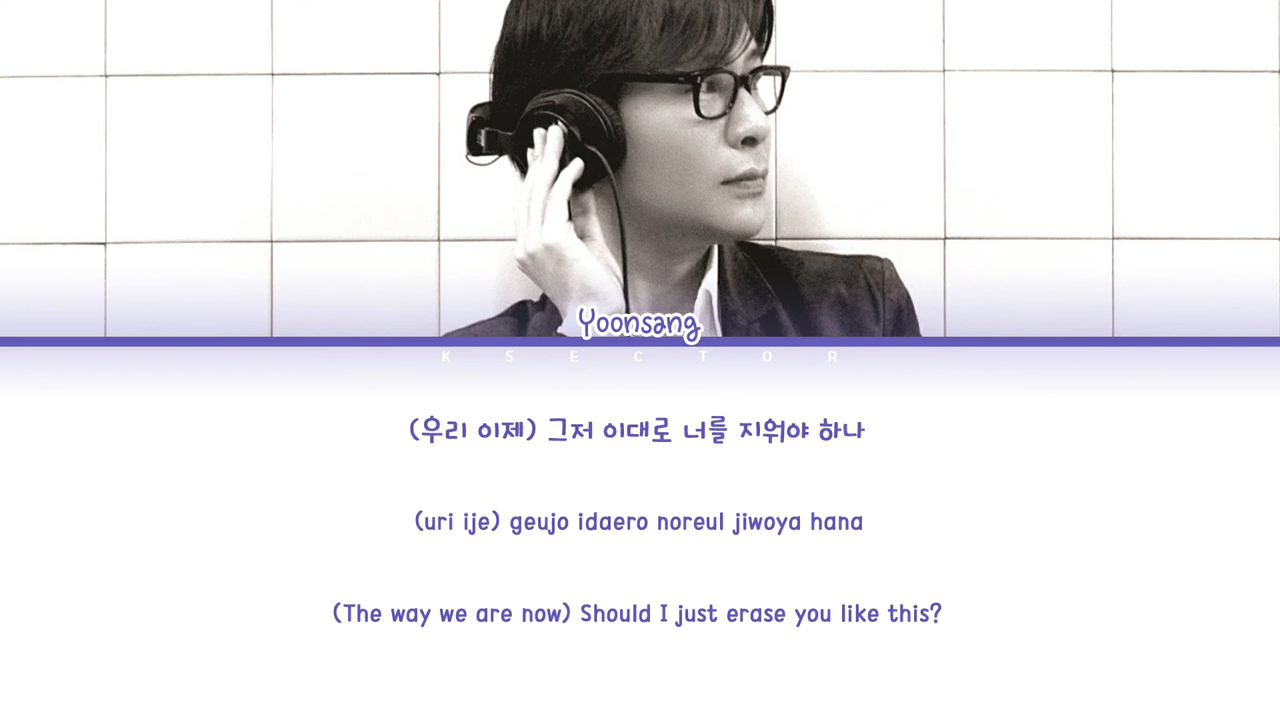 Yoonsang
K S E C T O R
(우리 이제) 그저 이대로 너를 지워야 하나
(uri ije) geujo idaero noreul jiwoya hana
(The way we are now) Should I just erase you like this?